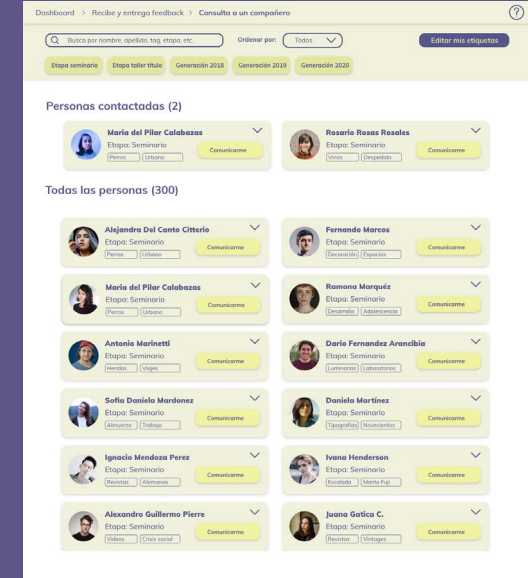 Dashboard > Recibe y entrega feedback > Consulta a un compañero
?
Busca por nombre, apellido, tag, etapa, etc.
Ordenar por:
Todos
Editar mis etiquetas
Etapa seminario
Etapa taller título
Generación 2018
Generación 2019
Generación 2020
Personas contactadas (2)
Maria del Pilar Calabazas
Etapa: Seminario
Perros
Urbano
Comunicarme
Rosario Rosas Rosales
Etapa: Seminario
Vinos
Despedida
Comunicarme
Todas las personas (300)
Alejandra Del Canto Citterio
Etapa: Seminario
Perros
Urbano
Comunicarme
Fernando Marcos
Etapa: Seminario
Decoración
Espacios
Comunicarme
Maria del Pilar Calabazas
Etapa: Seminario
Perros
Urbano
Comunicarme
Ramona Marquéz
Etapa: Seminario
Desarrollo
Adolescencia
Comunicarme
Antonio Marinetti
Etapa: Seminario
Heridas
Viajes
Comunicarme
Dario Fernandez Arancibia
Etapa: Seminario
Luminarias
Laboratorios
Comunicarme
Sofia Daniela Mardonez
Etapa: Seminario
Almuerzo
Trabajo
Comunicarme
Daniela Martínez
Etapa: Seminario
Tipografías
Novecientos
Comunicarme
Ignacio Mendoza Perez
Etapa: Seminario
Revistas
Alemanas
Comunicarme
Ivana Henderson
Etapa: Seminario
Escalada
Monte Fuji
Comunicarme
Alexandro Guillermo Pierre
Etapa: Seminario
Videos
Crisis social
Comunicarme
Juana Gatica C.
Etapa: Seminario
Revistas
Vintages
Comunicarme